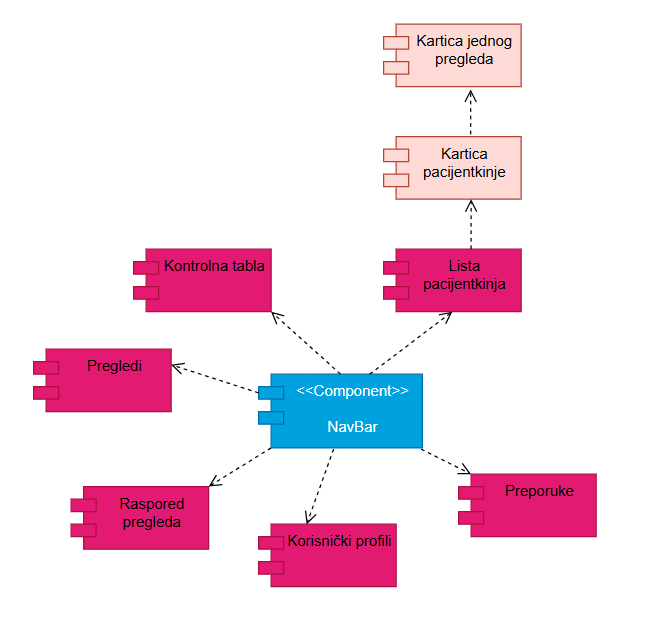 Kartica jednog
pregleda
Kartica
pacijentkinje
Kontrolna tabla
Lista
pacijentkinja
Pregledi
<<Component>>
NavBar
Raspored
pregleda
Korisnički profili
Preporuke